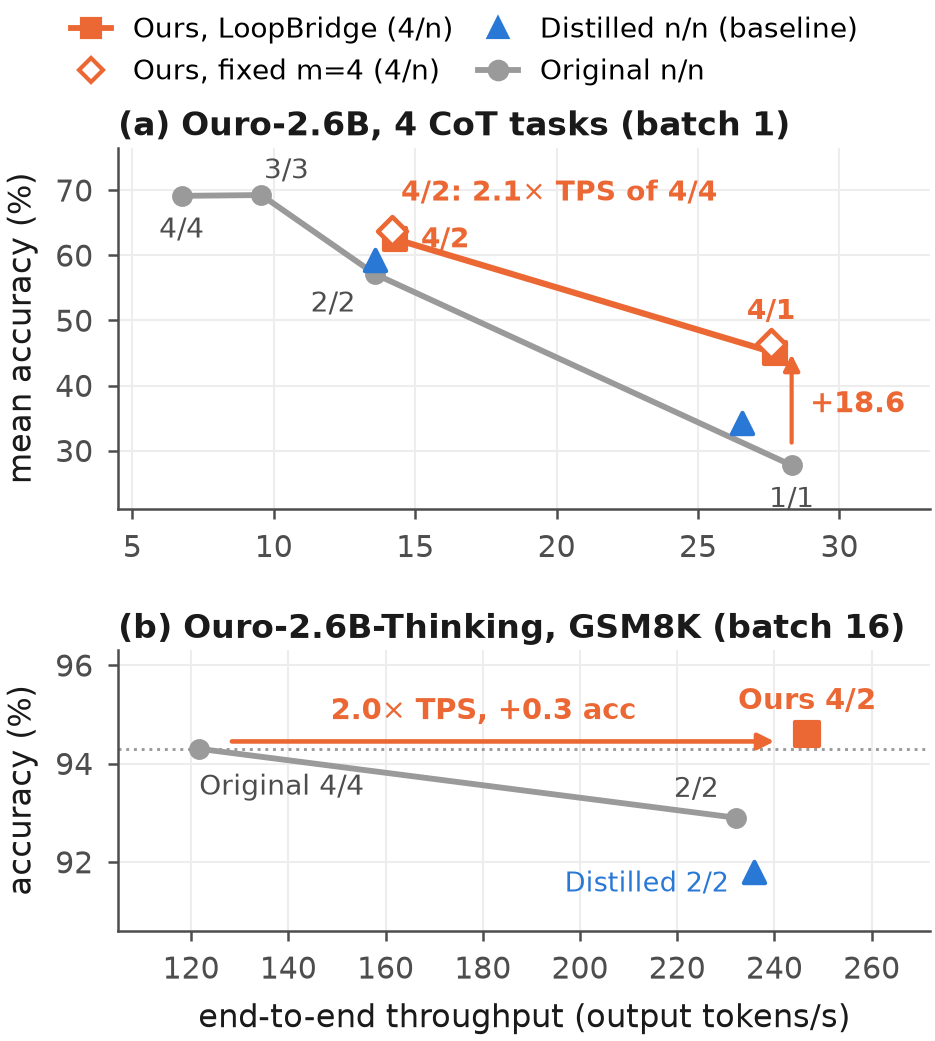 Ours, LoopBridge (4/n) Distilled n/n (baseline)
Ours, fixed m=4 (4/n) Original n/n
(a) Ouro-2.6B, 4 CoT tasks (batch 1)
mean accuracy (%)
70
60
50
40
30
3/3
4/4
4/2: 2.1× TPS of 4/4
4/2
2/2
4/1
+18.6
1/1
5 10 15 20 25 30
(b) Ouro-2.6B-Thinking, GSM8K (batch 16)
accuracy (%)
96
94
92
Ours 4/2
2.0× TPS, +0.3 acc
Original 4/4
2/2
Distilled 2/2
120 140 160 180 200 220 240 260
end-to-end throughput (output tokens/s)